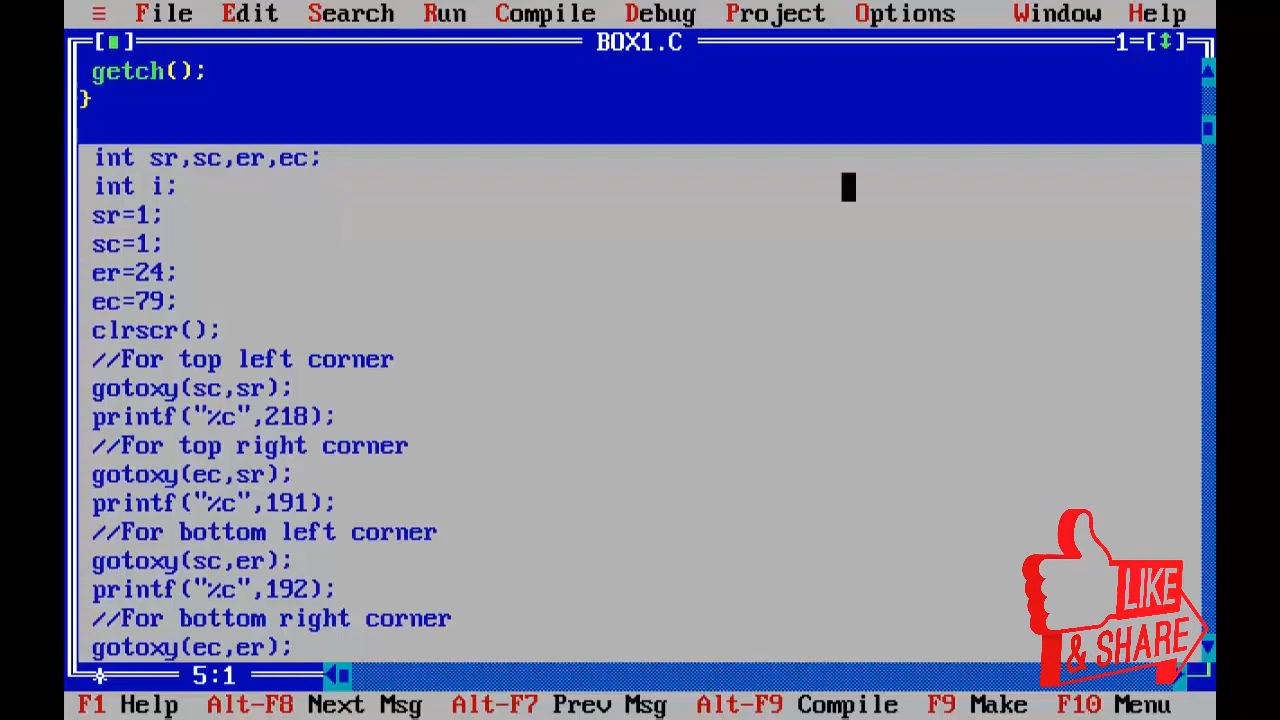 ≡ File Edit Search Run Compile Debug Project Options Window Help
[■] BOX1.C 1=[↕]
getch();
}
int sr,sc,er,ec;
int i;
sr=1;
sc=1;
er=24;
ec=79;
clrscr();
//For top left corner
gotoxy(sc,sr);
printf("%c",218);
//For top right corner
gotoxy(ec,sr);
printf("%c",191);
//For bottom left corner
gotoxy(sc,er);
printf("%c",192);
//For bottom right corner
gotoxy(ec,er);
LIKE
& SHARE
5:1
F1 Help Alt-F8 Next Msg Alt-F7 Prev Msg Alt-F9 Compile F9 Make F10 Menu